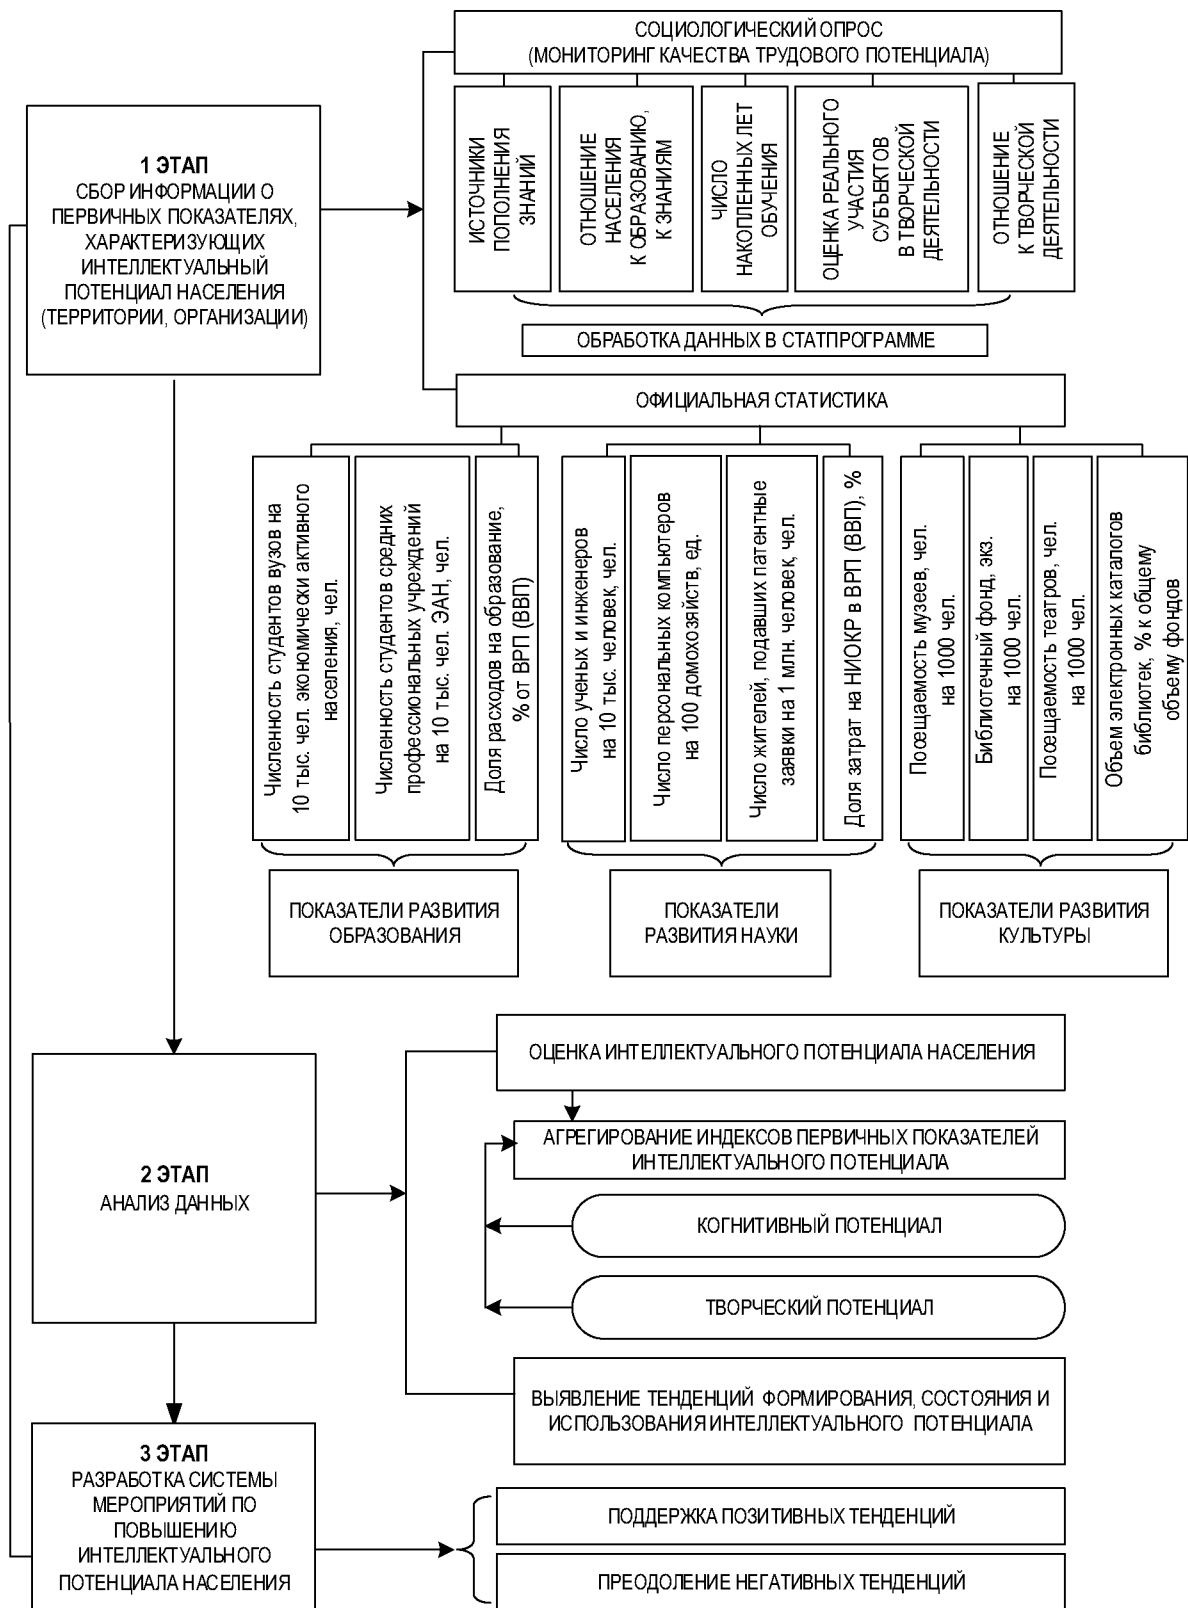 СОЦИОЛОГИЧЕСКИЙ ОПРОС
(МОНИТОРИНГ КАЧЕСТВА ТРУДОВОГО ПОТЕНЦИАЛА)
1 ЭТАП
СБОР ИНФОРМАЦИИ О
ПЕРВИЧНЫХ ПОКАЗАТЕЛЯХ,
ХАРАКТЕРИЗУЮЩИХ
ИНТЕЛЛЕКТУАЛЬНЫЙ
ПОТЕНЦИАЛ НАСЕЛЕНИЯ
(ТЕРРИТОРИИ, ОРГАНИЗАЦИИ)
ИСТОЧНИКИ
ПОПОЛНЕНИЯ
ЗНАНИЙ
ОТНОШЕНИЕ
НАСЕЛЕНИЯ
К ОБРАЗОВАНИЮ,
К ЗНАНИЯМ
ЧИСЛО
НАКОПЛЕННЫХ ЛЕТ
ОБУЧЕНИЯ
ОЦЕНКА РЕАЛЬНОГО
УЧАСТИЯ
СУБЪЕКТОВ
В ТВОРЧЕСКОЙ
ДЕЯТЕЛЬНОСТИ
ОТНОШЕНИЕ
К ТВОРЧЕСКОЙ
ДЕЯТЕЛЬНОСТИ
ОБРАБОТКА ДАННЫХ В СТАТПРОГРАММЕ
ОФИЦИАЛЬНАЯ СТАТИСТИКА
Численность студентов вузов на
10 тыс. чел. экономически активного
населения, чел.
Численность студентов средних
профессиональных учреждений
на 10 тыс. чел. ЭАН, чел.
Доля расходов на образование,
% от ВРП (ВВП)
Число ученых и инженеров
на 10 тыс. человек, чел.
Число персональных компьютеров
на 100 домохозяйств, ед.
Число жителей, подавших патентные
заявки на 1 млн. человек, чел.
Доля затрат на НИОКР в ВРП (ВВП), %
Посещаемость музеев, чел.
на 1000 чел.
Библиотечный фонд, экз.
на 1000 чел.
Посещаемость театров, чел.
на 1000 чел.
Объем электронных каталогов
библиотек, % к общему
объему фондов
ПОКАЗАТЕЛИ РАЗВИТИЯ
ОБРАЗОВАНИЯ
ПОКАЗАТЕЛИ
РАЗВИТИЯ НАУКИ
ПОКАЗАТЕЛИ РАЗВИТИЯ
КУЛЬТУРЫ
2 ЭТАП
АНАЛИЗ ДАННЫХ
ОЦЕНКА ИНТЕЛЛЕКТУАЛЬНОГО ПОТЕНЦИАЛА НАСЕЛЕНИЯ
АГРЕГИРОВАНИЕ ИНДЕКСОВ ПЕРВИЧНЫХ ПОКАЗАТЕЛЕЙ
ИНТЕЛЛЕКТУАЛЬНОГО ПОТЕНЦИАЛА
КОГНИТИВНЫЙ ПОТЕНЦИАЛ
ТВОРЧЕСКИЙ ПОТЕНЦИАЛ
ВЫЯВЛЕНИЕ ТЕНДЕНЦИЙ ФОРМИРОВАНИЯ, СОСТОЯНИЯ И
ИСПОЛЬЗОВАНИЯ ИНТЕЛЛЕКТУАЛЬНОГО ПОТЕНЦИАЛА
3 ЭТАП
РАЗРАБОТКА СИСТЕМЫ
МЕРОПРИЯТИЙ ПО
ПОВЫШЕНИЮ
ИНТЕЛЛЕКТУАЛЬНОГО
ПОТЕНЦИАЛА НАСЕЛЕНИЯ
ПОДДЕРЖКА ПОЗИТИВНЫХ ТЕНДЕНЦИЙ
ПРЕОДОЛЕНИЕ НЕГАТИВНЫХ ТЕНДЕНЦИЙ